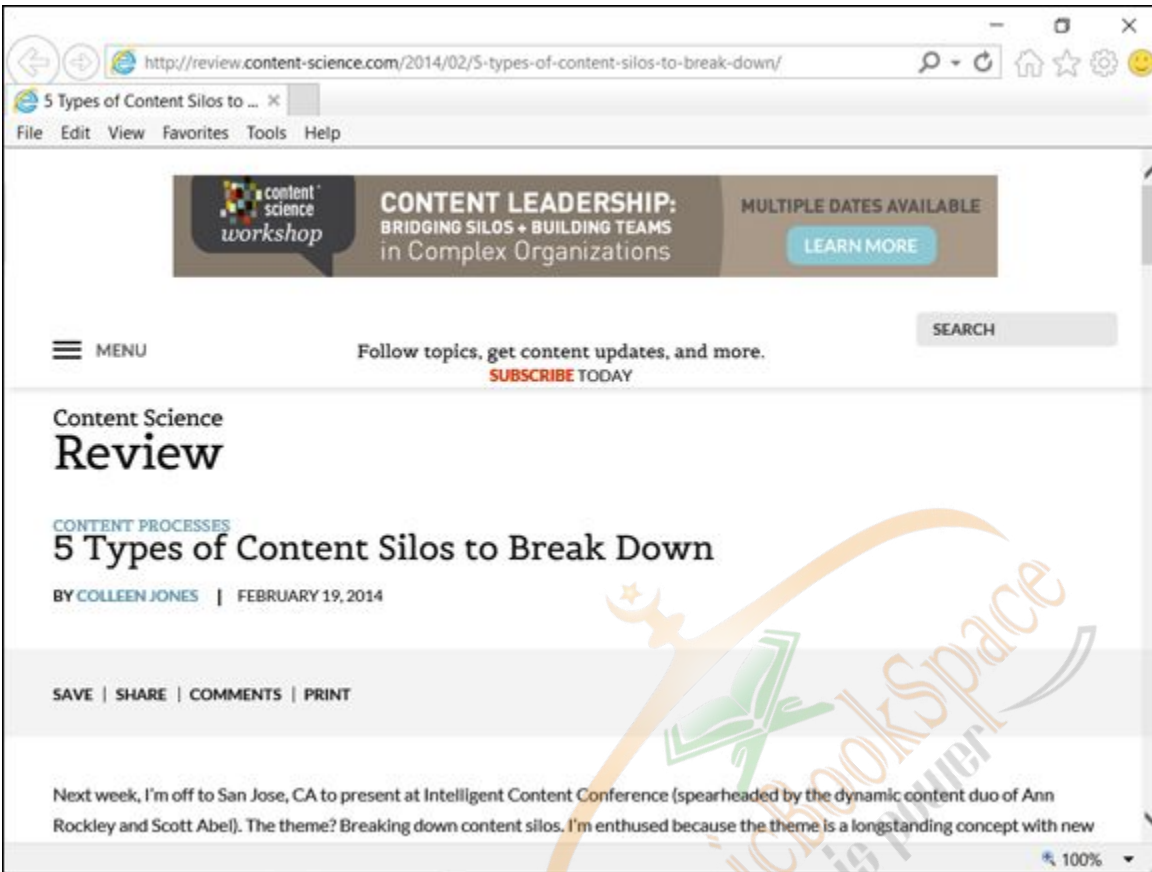 http://review.content-science.com/2014/02/5-types-of-content-silos-to-break-down/
5 Types of Content Silos to ...
File Edit View Favorites Tools Help
content science workshop
CONTENT LEADERSHIP:
BRIDGING SILOS + BUILDING TEAMS
in Complex Organizations
MULTIPLE DATES AVAILABLE
LEARN MORE
SEARCH
MENU
Follow topics, get content updates, and more.
SUBSCRIBE TODAY
Content Science
Review
CONTENT PROCESSES
5 Types of Content Silos to Break Down
BY COLLEEN JONES | FEBRUARY 19, 2014
SAVE | SHARE | COMMENTS | PRINT
Next week, I'm off to San Jose, CA to present at Intelligent Content Conference (spearheaded by the dynamic content duo of Ann
Rockley and Scott Abel). The theme? Breaking down content silos. I'm enthused because the theme is a longstanding concept with new
100%
icBookSpace
is power